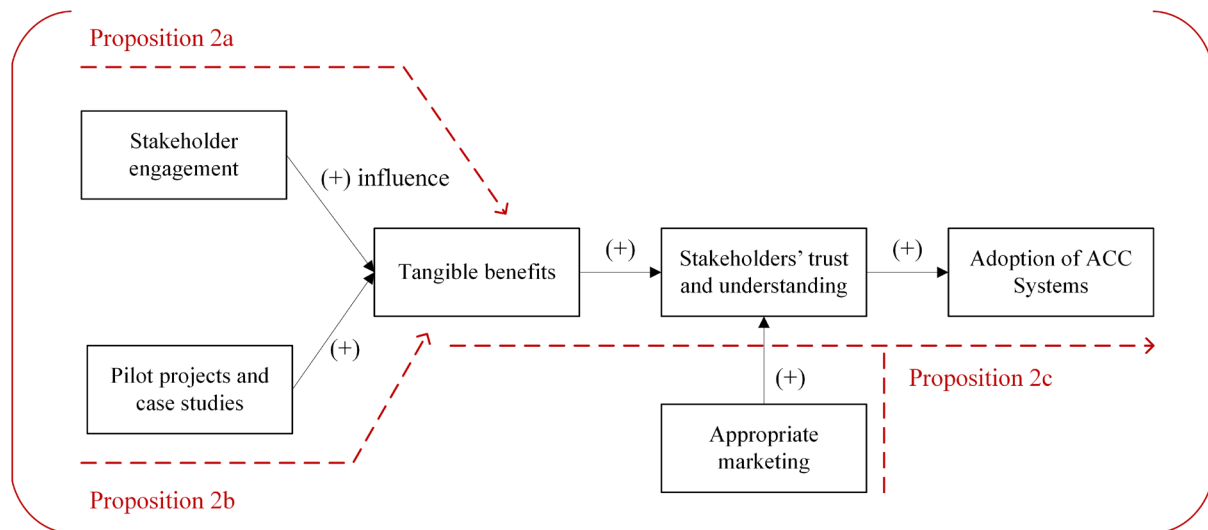 Proposition 2a
Stakeholder
engagement
(+) influence
Tangible benefits
(+)
Stakeholders’ trust
and understanding
(+)
Adoption of ACC
Systems
Pilot projects and
case studies
(+)
(+)
Proposition 2c
Appropriate
marketing
Proposition 2b